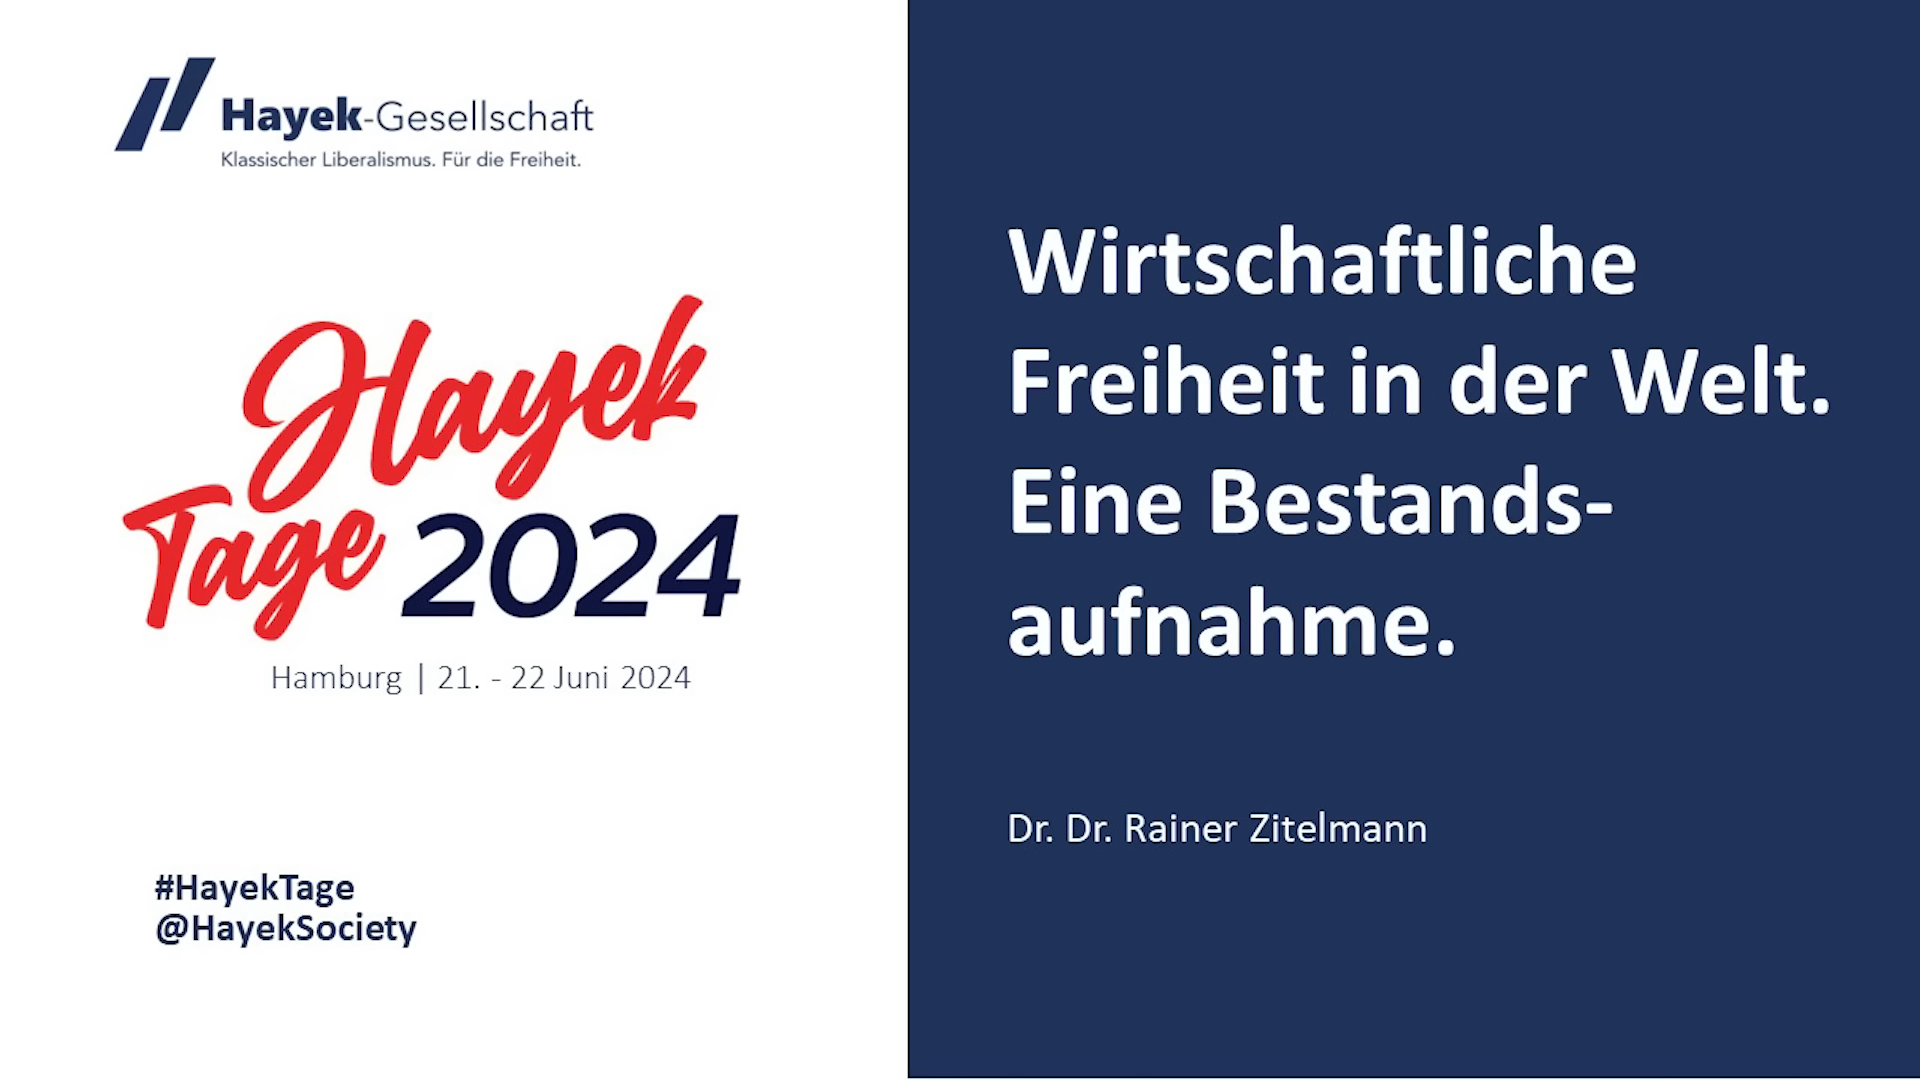 Hayek-Gesellschaft
Klassischer Liberalismus. Für die Freiheit.
Hayek
Tage 2024
Hamburg | 21. - 22 Juni 2024
#HayekTage
@HayekSociety
Wirtschaftliche
Freiheit in der Welt.
Eine Bestands-
aufnahme.
Dr. Dr. Rainer Zitelmann